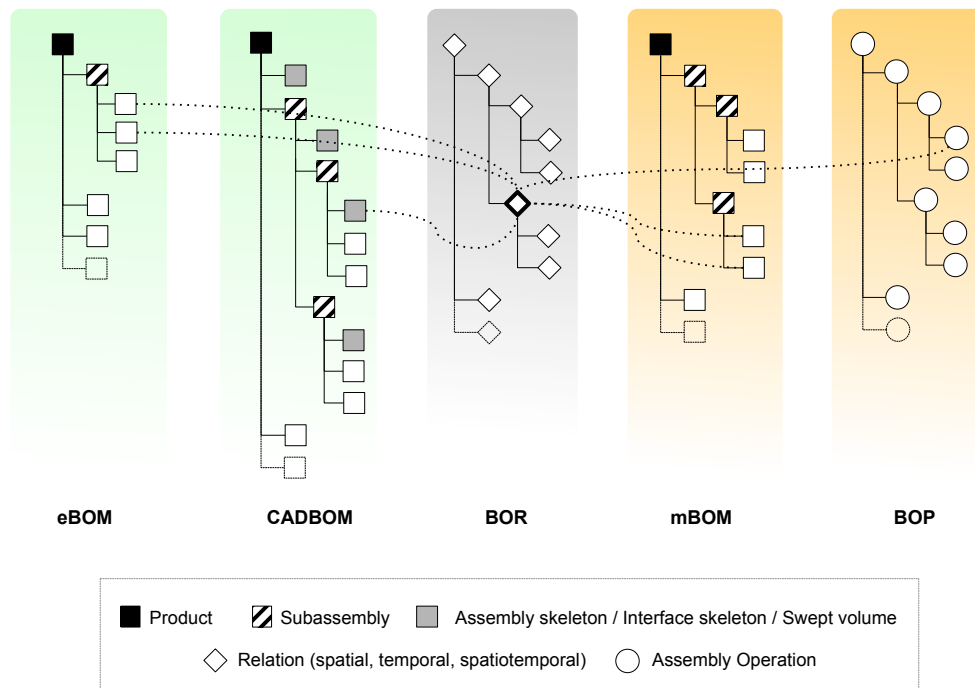 eBOM CADBOM BOR mBOM BOP
Product Subassembly Assembly skeleton / Interface skeleton / Swept volume
Relation (spatial, temporal, spatiotemporal) Assembly Operation